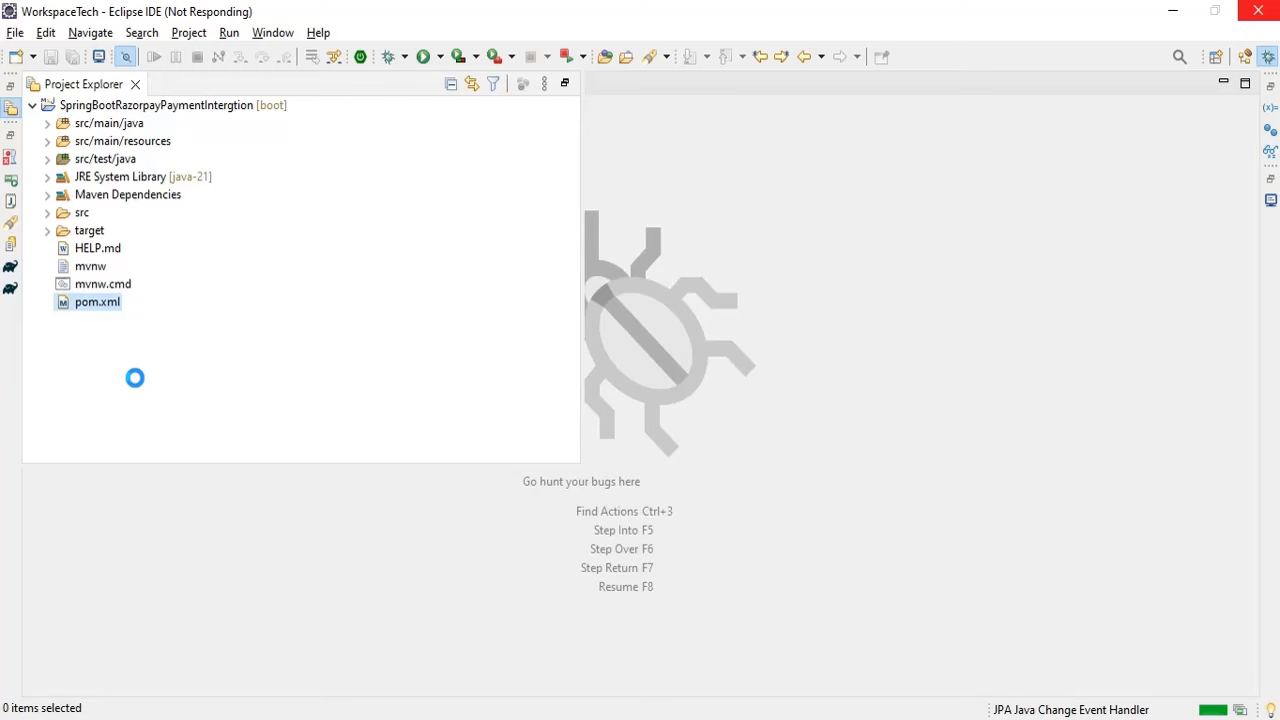 WorkspaceTech - Eclipse IDE (Not Responding)
File Edit Navigate Search Project Run Window Help
Project Explorer
SpringBootRazorpayPaymentIntergtion [boot]
src/main/java
src/main/resources
src/test/java
JRE System Library [java-21]
Maven Dependencies
src
target
HELP.md
mvnw
mvnw.cmd
pom.xml
Go hunt your bugs here
Find Actions Ctrl+3
Step Into F5
Step Over F6
Step Return F7
Resume F8
0 items selected
JPA Java Change Event Handler